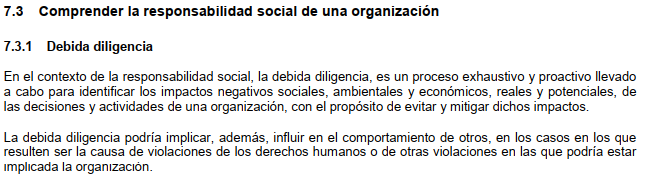 7.3 Comprender la responsabilidad social de una organización
7.3.1 Debida diligencia
En el contexto de la responsabilidad social, la debida diligencia, es un proceso exhaustivo y proactivo llevado
a cabo para identificar los impactos negativos sociales, ambientales y económicos, reales y potenciales, de
las decisiones y actividades de una organización, con el propósito de evitar y mitigar dichos impactos.
La debida diligencia podría implicar, además, influir en el comportamiento de otros, en los casos en los que
resulten ser la causa de violaciones de los derechos humanos o de otras violaciones en las que podría estar
implicada la organización.